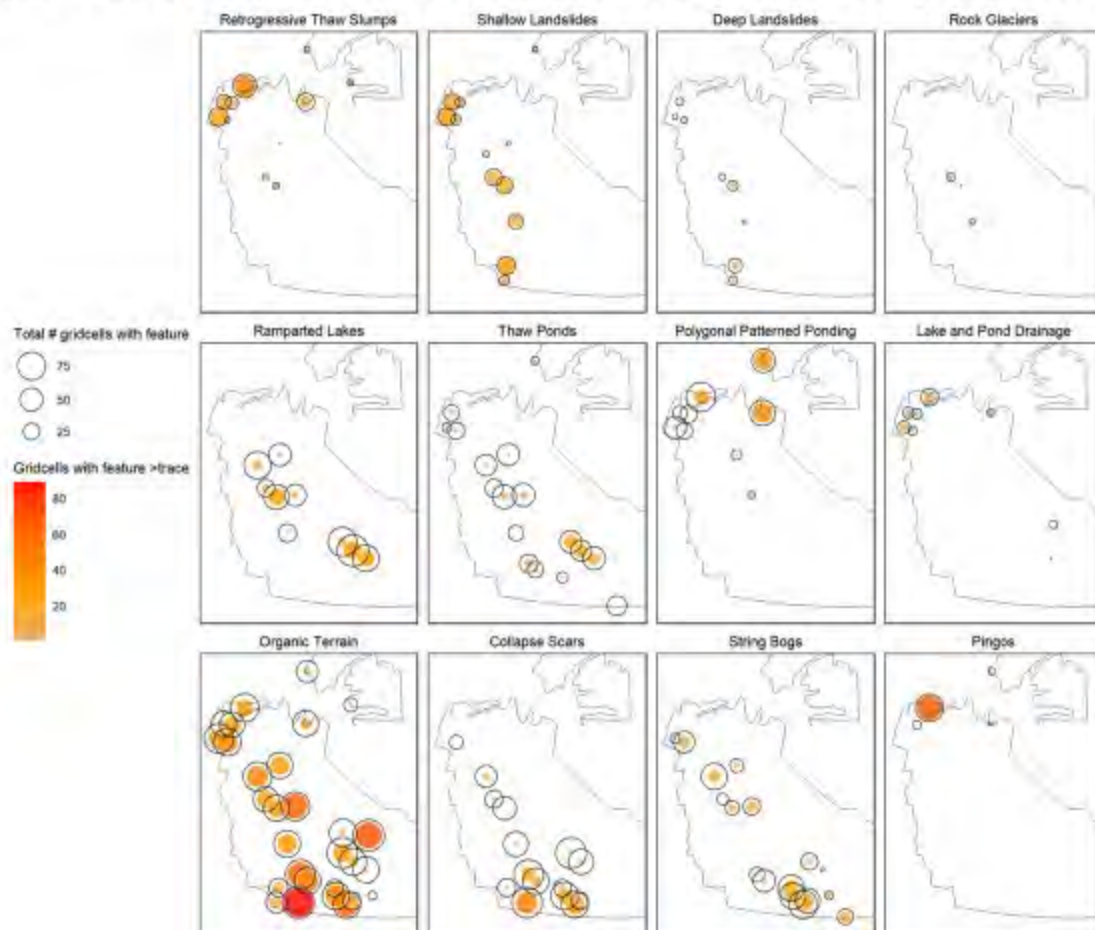 Retrogressive Thaw Slumps
Shallow Landslides
Deep Landslides
Rock Glaciers
Total # gridcells with feature
75
50
25
Gridcells with feature >trace
80
60
40
20
Ramparted Lakes
Thaw Ponds
Polygonal Patterned Ponding
Lake and Pond Drainage
Organic Terrain
Collapse Scars
String Bogs
Pingos